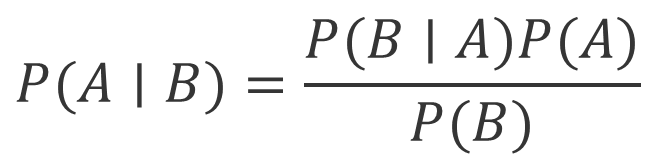 P(A | B) = P(B | A)P(A) / P(B)